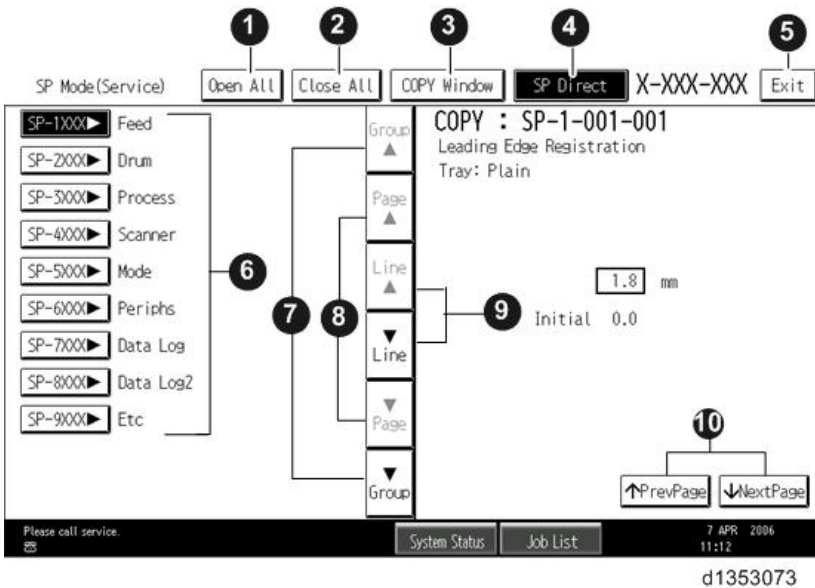 1 2 3 4 5
SP Mode(Service) Open All Close All COPY Window SP Direct X-XXX-XXX Exit
SP-1XXX▶ Feed
SP-2XXX▶ Drum
SP-3XXX▶ Process
SP-4XXX▶ Scanner
SP-5XXX▶ Mode
SP-6XXX▶ Periphs
SP-7XXX▶ Data Log
SP-8XXX▶ Data Log2
SP-9XXX▶ Etc
6
7
8
Group
▲
Page
▲
Line
▲
▼
Line
▼
Page
▼
Group
9
COPY : SP-1-001-001
Leading Edge Registration
Tray: Plain
1.8 mm
Initial 0.0
10
↑PrevPage ↓NextPage
Please call service.
System Status Job List
7 APR 2006
11:12
d1353073